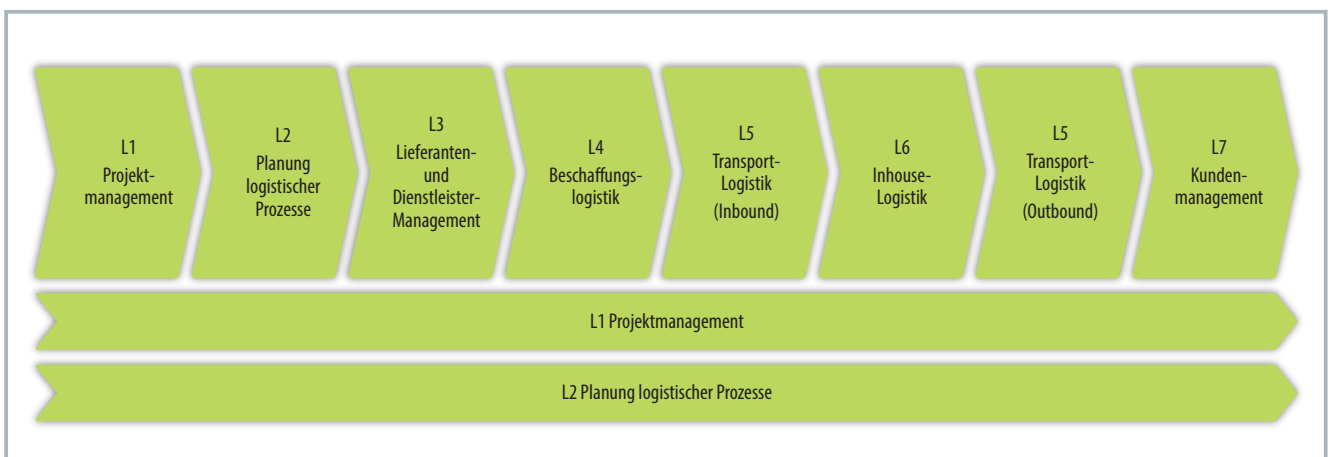 L1
Projekt-
management
L2
Planung
logistischer
Prozesse
L3
Lieferanten-
und
Dienstleister-
Management
L4
Beschaffungs-
logistik
L5
Transport-
Logistik
(Inbound)
L6
Inhouse-
Logistik
L5
Transport-
Logistik
(Outbound)
L7
Kunden-
management
L1 Projektmanagement
L2 Planung logistischer Prozesse